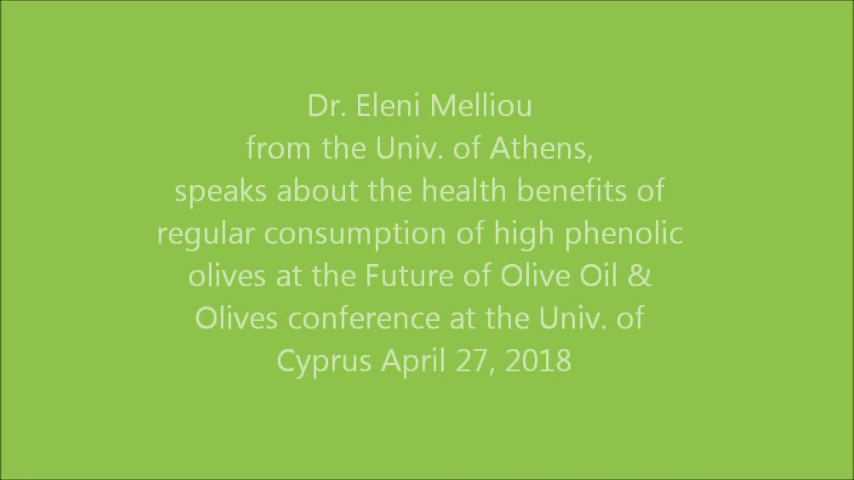 Dr. Eleni Melliou
from the Univ. of Athens,
speaks about the health benefits of
regular consumption of high phenolic
olives at the Future of Olive Oil &
Olives conference at the Univ. of
Cyprus April 27, 2018